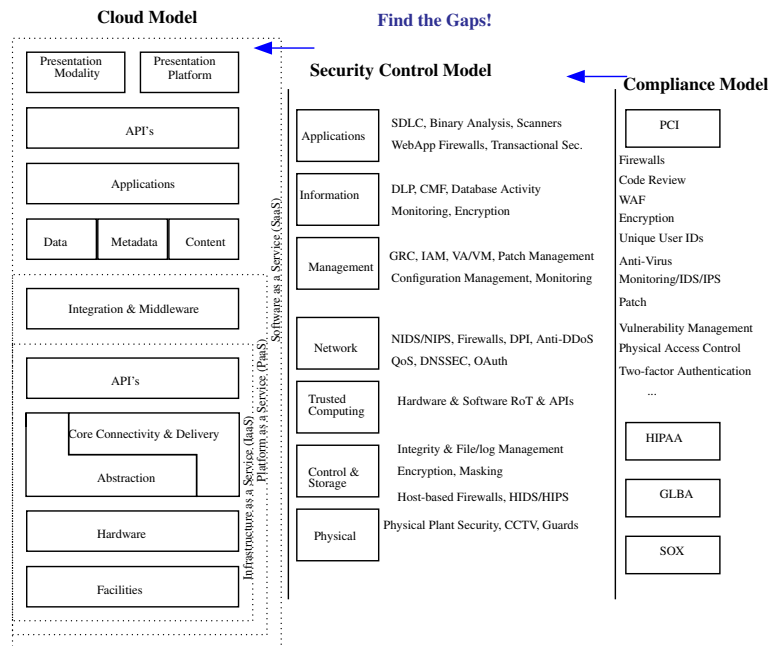 Cloud Model
Find the Gaps!
Presentation
Modality
Presentation
Platform
API's
Applications
Data
Metadata
Content
Integration & Middleware
API's
Core Connectivity & Delivery
Abstraction
Hardware
Facilities
Infrastructure as a Service (IaaS)
Platform as a Service (PaaS)
Software as a Service (SaaS)
Security Control Model
Applications
SDLC, Binary Analysis, Scanners
WebApp Firewalls, Transactional Sec.
Information
DLP, CMF, Database Activity
Monitoring, Encryption
Management
GRC, IAM, VA/VM, Patch Management
Configuration Management, Monitoring
Network
NIDS/NIPS, Firewalls, DPI, Anti-DDoS
QoS, DNSSEC, OAuth
Trusted
Computing
Hardware & Software RoT & APIs
Control &
Storage
Integrity & File/log Management
Encryption, Masking
Host-based Firewalls, HIDS/HIPS
Physical
Physical Plant Security, CCTV, Guards
Compliance Model
PCI
Firewalls
Code Review
WAF
Encryption
Unique User IDs
Anti-Virus
Monitoring/IDS/IPS
Patch
Vulnerability Management
Physical Access Control
Two-factor Authentication
...
HIPAA
GLBA
SOX